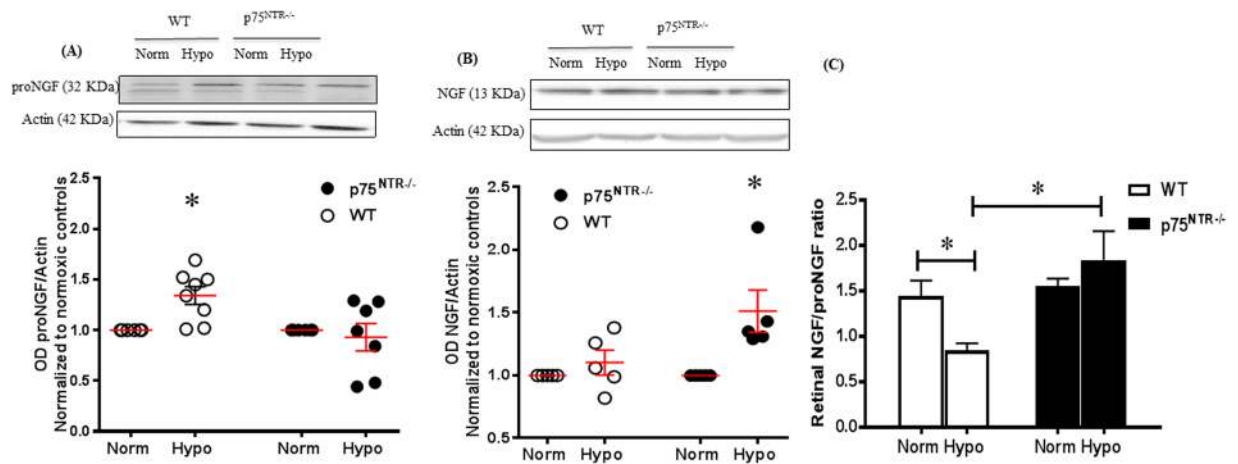 (A)
WT p75NTR-/-
Norm Hypo Norm Hypo
proNGF (32 KDa)
Actin (42 KDa)
OD proNGF/Actin
Normalized to normoxic controls
2.5
2.0
1.5
1.0
0.5
0.0
*
p75NTR-/-
WT
Norm Hypo Norm Hypo
(B)
WT p75NTR-/-
Norm Hypo Norm Hypo
NGF (13 KDa)
Actin (42 KDa)
OD NGF/Actin
Normalized to normoxic controls
2.5
2.0
1.5
1.0
0.5
p75NTR-/-
WT
*
Norm Hypo Norm Hypo
(C)
Retinal NGF/proNGF ratio
2.5
2.0
1.5
1.0
0.5
0.0
*
*
WT
p75NTR-/-
Norm Hypo Norm Hypo